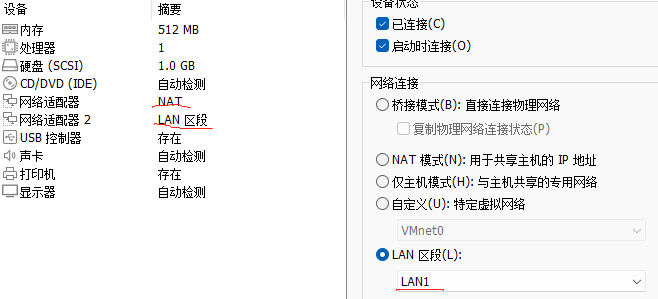 设备 摘要
内存 512 MB
处理器 1
硬盘 (SCSI) 1.0 GB
CD/DVD (IDE) 自动检测
网络适配器 NAT
网络适配器 2 LAN 区段
USB 控制器 存在
声卡 自动检测
打印机 存在
显示器 自动检测
设备状态
已连接(C)
启动时连接(O)
网络连接
桥接模式(B): 直接连接物理网络
复制物理网络连接状态(P)
NAT 模式(N): 用于共享主机的 IP 地址
仅主机模式(H): 与主机共享的专用网络
自定义(U): 特定虚拟网络
VMnet0
LAN 区段(L):
LAN1